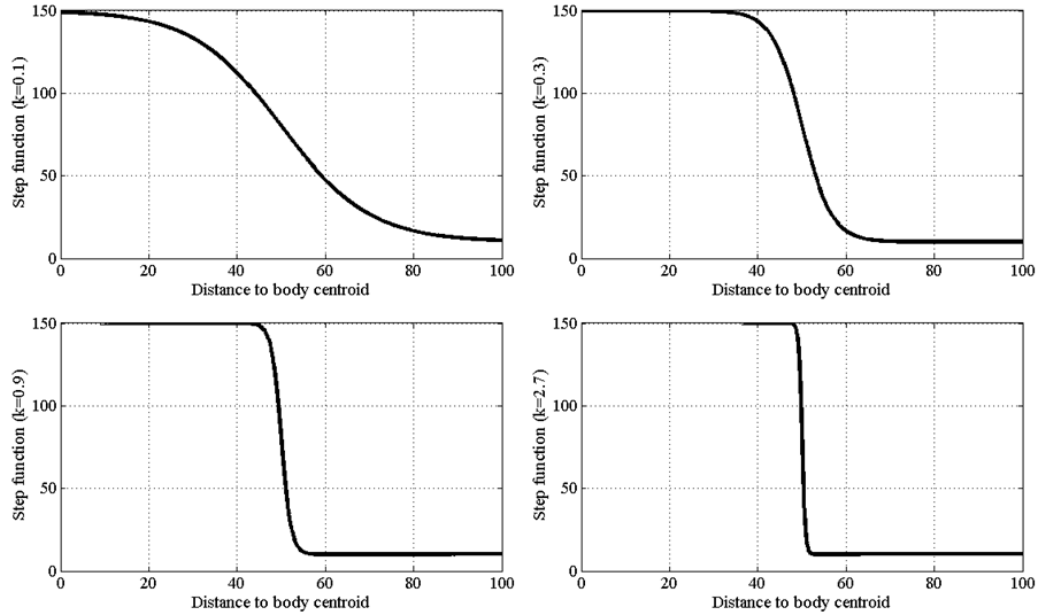 150
100
50
0
0 20 40 60 80 100
Step function (k=0.1)
Distance to body centroid
150
100
50
0
0 20 40 60 80 100
Step function (k=0.3)
Distance to body centroid
150
100
50
0
0 20 40 60 80 100
Step function (k=0.9)
Distance to body centroid
150
100
50
0
0 20 40 60 80 100
Step function (k=2.7)
Distance to body centroid